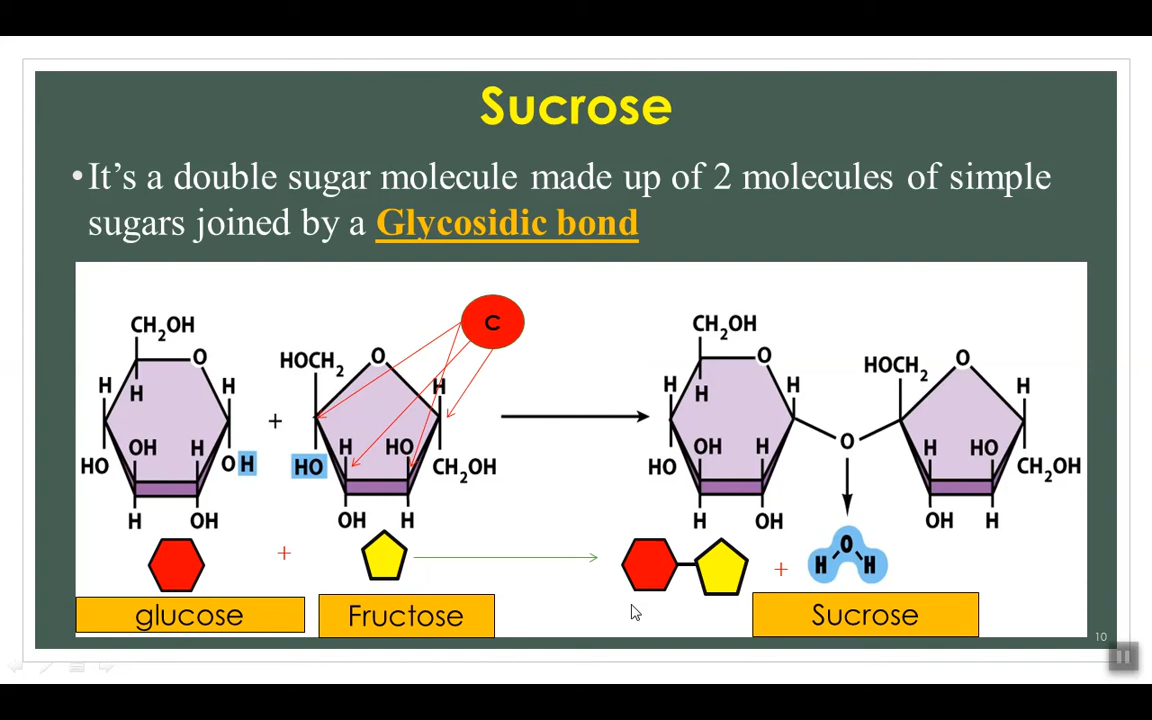 Sucrose
•It's a double sugar molecule made up of 2 molecules of simple
sugars joined by a Glycosidic bond
C
CH₂OH
O
H
H
H
OH
H
HO
OH
H
OH
+
HOCH₂
O
H
H
HO
HO
CH₂OH
OH
H
CH₂OH
O
H
H
H
OH
H
HO
H
OH
O
HOCH₂
O
H
H
HO
CH₂OH
OH
H
+
+
H O H
glucose
Fructose
Sucrose
10